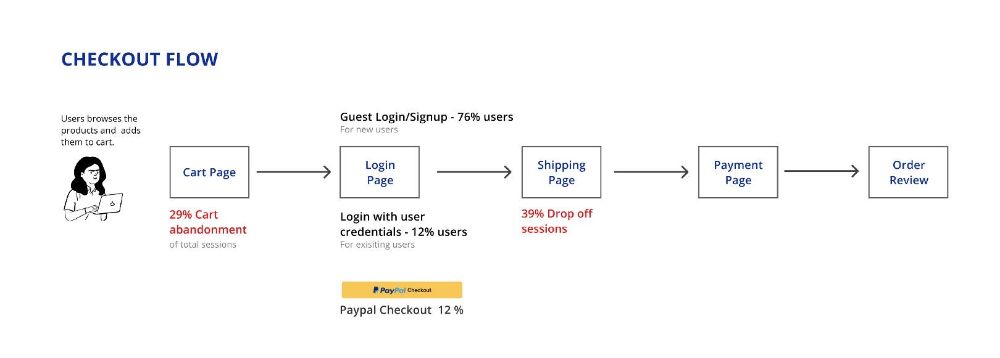 CHECKOUT FLOW
Users browses the
products and adds
them to cart.
Cart Page
29% Cart
abandonment
of total sessions
Guest Login/Signup - 76% users
For new users
Login
Page
Login with user
credentials - 12% users
For exisiting users
PayPal Checkout
Paypal Checkout 12 %
Shipping
Page
39% Drop off
sessions
Payment
Page
Order
Review